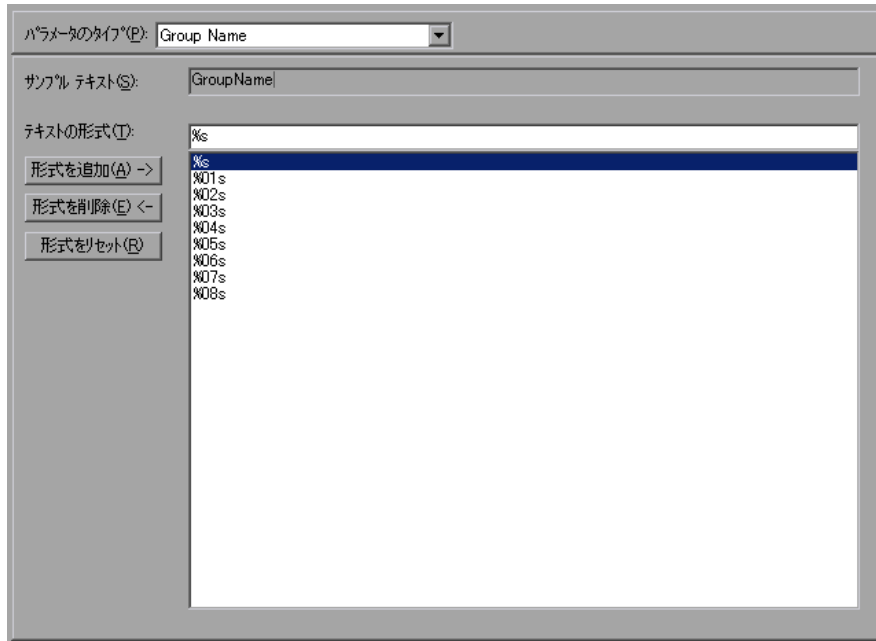 パラメータのタイプ(P): Group Name
サンプル テキスト(S): GroupName
テキストの形式(T): %s
形式を追加(A) ->
形式を削除(E) <-
形式をリセット(R)
%s
%01s
%02s
%03s
%04s
%05s
%06s
%07s
%08s